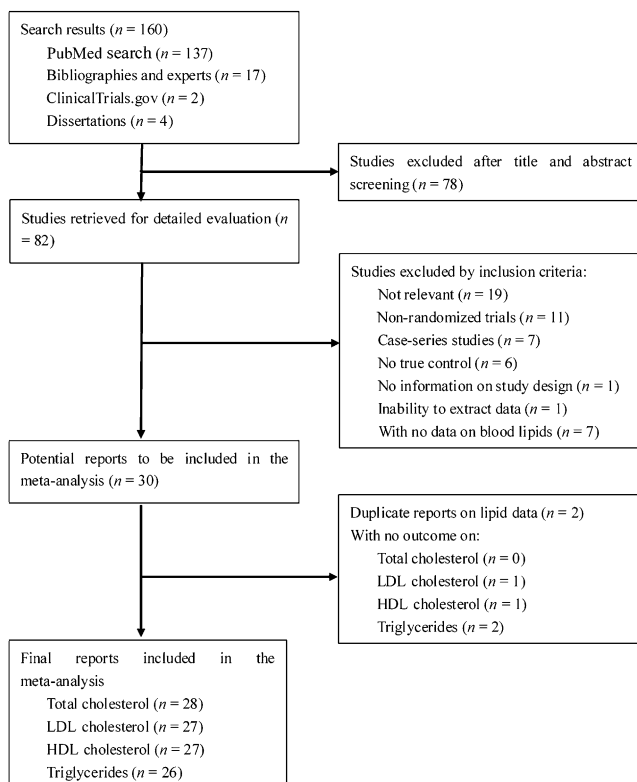 Search results (n = 160)
PubMed search (n = 137)
Bibliographies and experts (n = 17)
ClinicalTrials.gov (n = 2)
Dissertations (n = 4)
Studies excluded after title and abstract
screening (n = 78)
Studies retrieved for detailed evaluation (n
= 82)
Studies excluded by inclusion criteria:
Not relevant (n = 19)
Non-randomized trials (n = 11)
Case-series studies (n = 7)
No true control (n = 6)
No information on study design (n = 1)
Inability to extract data (n = 1)
With no data on blood lipids (n = 7)
Potential reports to be included in the
meta-analysis (n = 30)
Duplicate reports on lipid data (n = 2)
With no outcome on:
Total cholesterol (n = 0)
LDL cholesterol (n = 1)
HDL cholesterol (n = 1)
Triglycerides (n = 2)
Final reports included in the
meta-analysis
Total cholesterol (n = 28)
LDL cholesterol (n = 27)
HDL cholesterol (n = 27)
Triglycerides (n = 26)